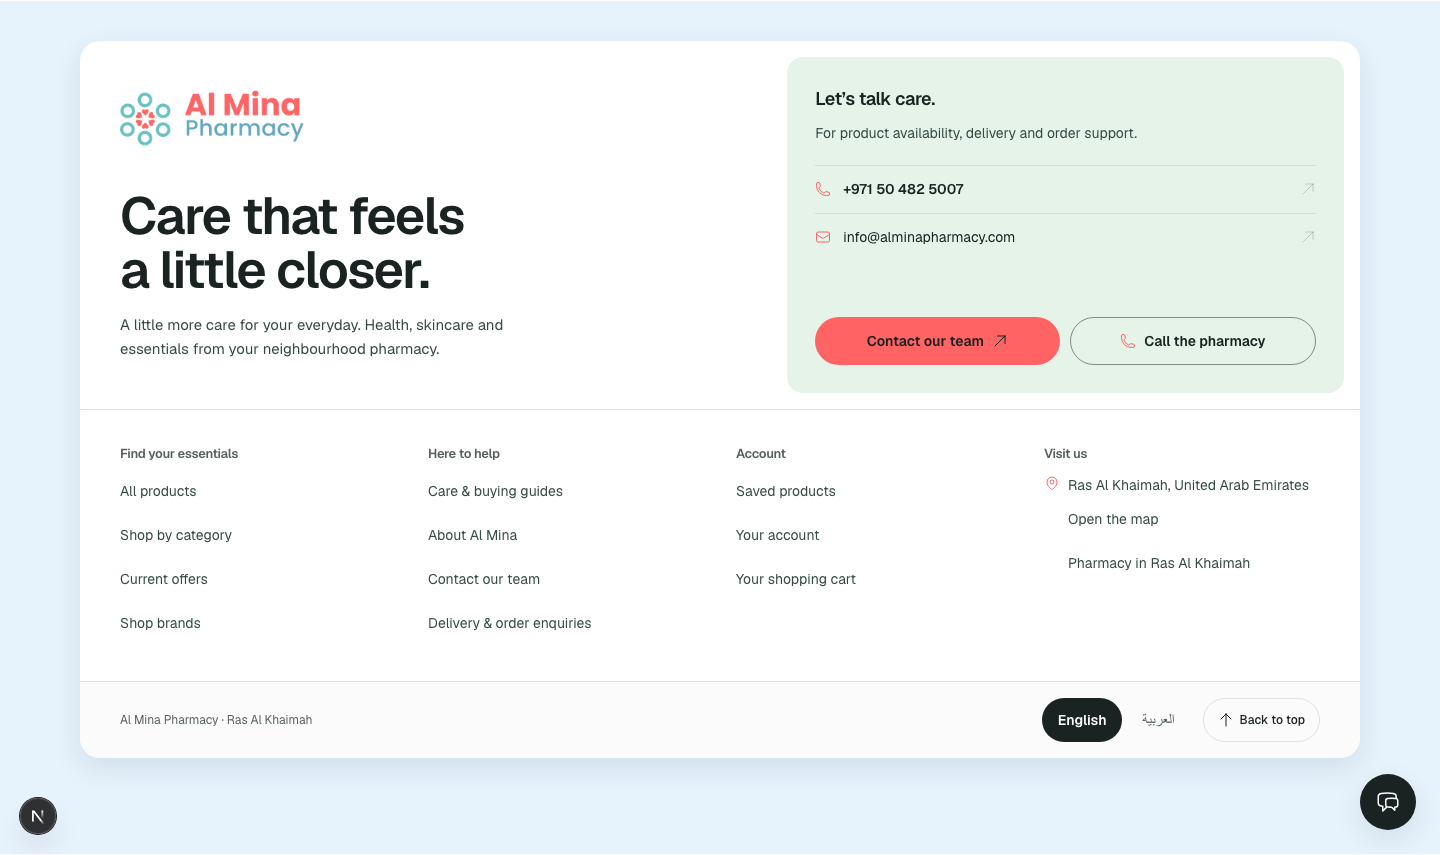 Al Mina
Pharmacy
Care that feels
a little closer.
A little more care for your everyday. Health, skincare and
essentials from your neighbourhood pharmacy.
Let’s talk care.
For product availability, delivery and order support.
+971 50 482 5007
info@alminapharmacy.com
Contact our team
Call the pharmacy
Find your essentials
All products
Shop by category
Current offers
Shop brands
Here to help
Care & buying guides
About Al Mina
Contact our team
Delivery & order enquiries
Account
Saved products
Your account
Your shopping cart
Visit us
Ras Al Khaimah, United Arab Emirates
Open the map
Pharmacy in Ras Al Khaimah
Al Mina Pharmacy · Ras Al Khaimah
English
العربية
Back to top
N